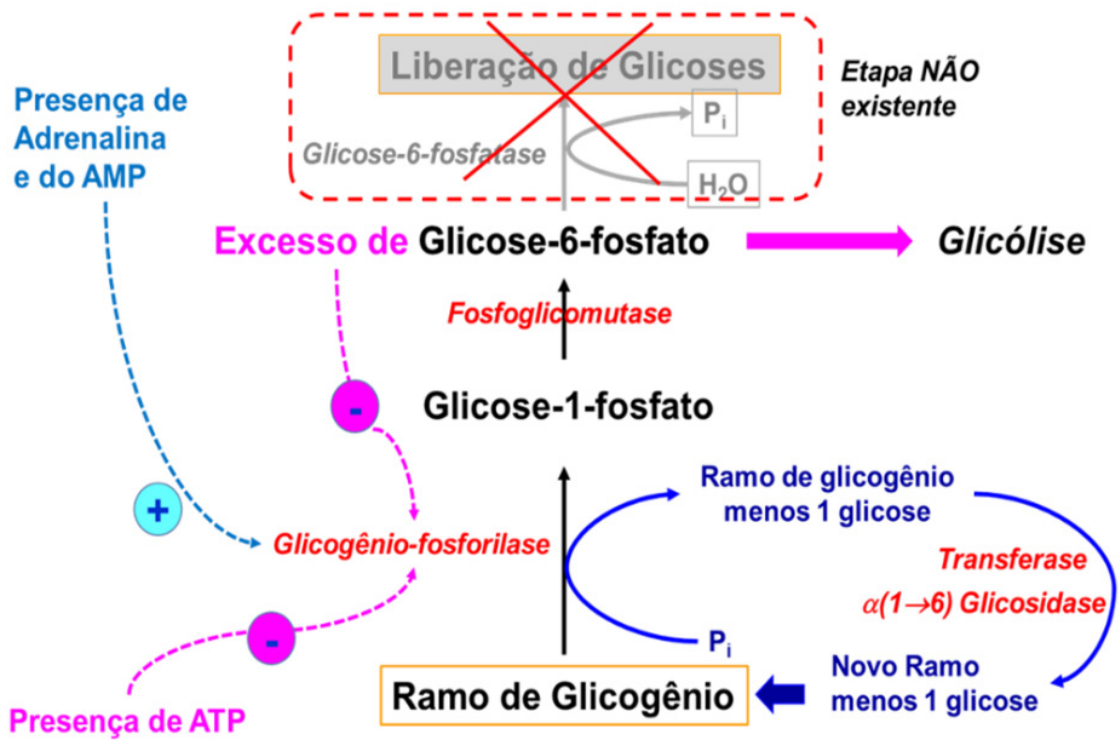 Liberação de Glicoses
Etapa NÃO
existente
Presença de
Adrenalina
e do AMP
P i
Glicose-6-fosfatase
H2O
Excesso de Glicose-6-fosfato
Glicólise
Fosfoglicomutase
-
Glicose-1-fosfato
Ramo de glicogênio
menos 1 glicose
+
Glicogênio-fosforilase
Transferase
α(1→6) Glicosidase
-
Pi
Novo Ramo
menos 1 glicose
Ramo de Glicogênio
Presença de ATP